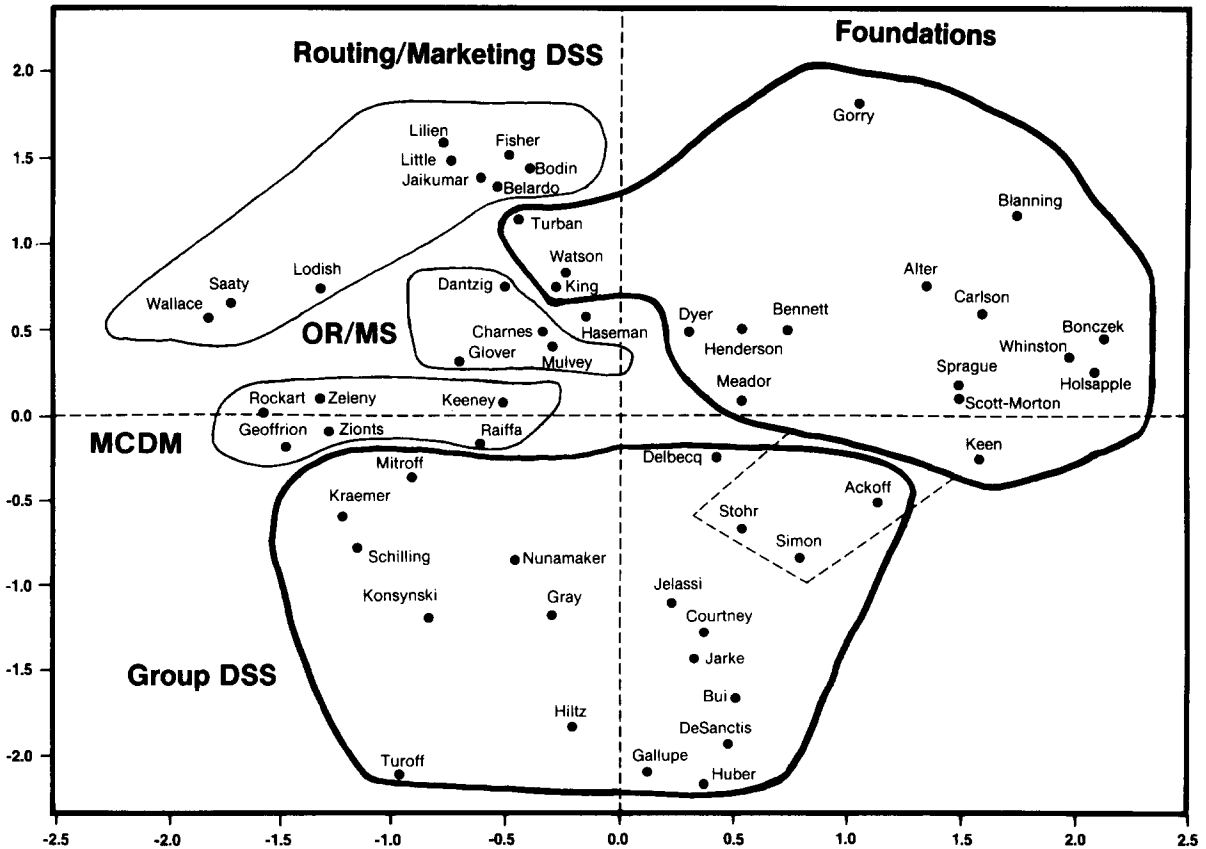 Foundations
Routing/Marketing DSS
2.0
Gorry
Lilien
Fisher
1.5
Little
Bodin
Jaikumar
Belardo
Blanning
Turban
1.0
Watson
Saaty
Lodish
Dantzig
King
Alter
Wallace
Carlson
0.5
OR/MS
Charnes
Haseman
Dyer
Bennett
Bonczek
Henderson
Whinston
Glover
Mulvey
Sprague
Holsapple
Meador
Rockart
Zeleny
Keeney
Scott-Morton
0.0
Geoffrion
Zionts
Raiffa
MCDM
Keen
Mitroff
Delbecq
-0.5
Kraemer
Ackoff
Stohr
Schilling
Nunamaker
Simon
-1.0
Konsynski
Gray
Jelassi
Courtney
-1.5
Jarke
Group DSS
Bui
Hiltz
DeSanctis
-2.0
Turoff
Gallupe
Huber
-2.5 -2.0 -1.5 -1.0 -0.5 0.0 0.5 1.0 1.5 2.0 2.5